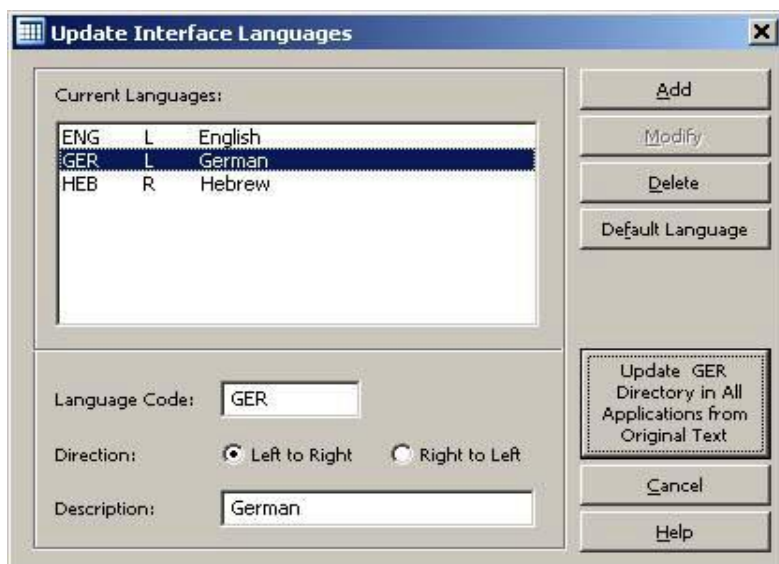 Update Interface Languages
Current Languages:
ENG L English
GER L German
HEB R Hebrew
Add
Modify
Delete
Default Language
Language Code: GER
Direction: Left to Right Right to Left
Description: German
Update GER
Directory in All
Applications from
Original Text
Cancel
Help